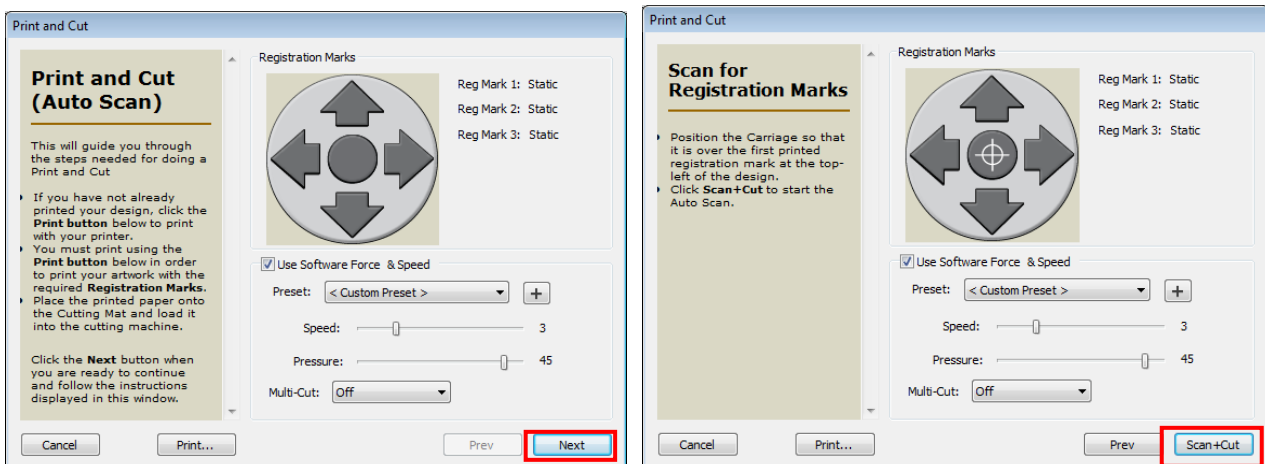 Print and Cut
Print and Cut
(Auto Scan)
This will guide you through
the steps needed for doing a
Print and Cut
If you have not already
printed your design, click the
Print button below to print
with your printer.
You must print using the
Print button below in order
to print your artwork with the
required Registration Marks.
Place the printed paper onto
the Cutting Mat and load it
into the cutting machine.
Click the Next button when
you are ready to continue
and follow the instructions
displayed in this window.
Registration Marks
Reg Mark 1: Static
Reg Mark 2: Static
Reg Mark 3: Static
Use Software Force & Speed
Preset: < Custom Preset > +
Speed: 3
Pressure: 45
Multi-Cut: Off
Cancel Print... Prev Next
Print and Cut
Scan for
Registration Marks
Position the Carriage so that
it is over the first printed
registration mark at the top-
left of the design.
Click Scan+Cut to start the
Auto Scan.
Registration Marks
Reg Mark 1: Static
Reg Mark 2: Static
Reg Mark 3: Static
Use Software Force & Speed
Preset: < Custom Preset > +
Speed: 3
Pressure: 45
Multi-Cut: Off
Cancel Print... Prev Scan+Cut